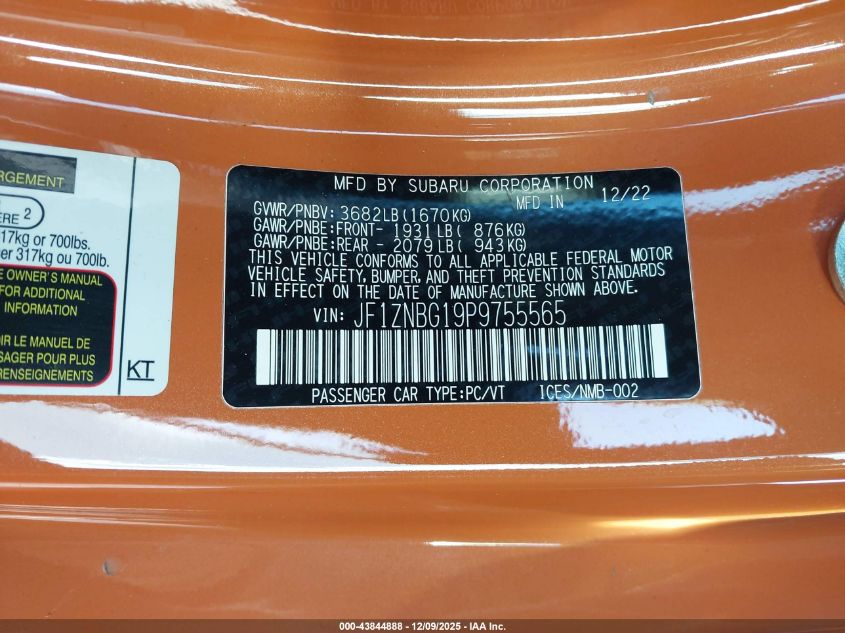 MFD BY SUBARU CORPORATION
MFD IN 12/22
GVWR/PNBV: 3682LB(1670KG)
GAWR/PNBE:FRONT- 1931LB( 876KG)
GAWR/PNBE:REAR - 2079LB( 943KG)
THIS VEHICLE CONFORMS TO ALL APPLICABLE FEDERAL MOTOR
VEHICLE SAFETY, BUMPER, AND THEFT PREVENTION STANDARDS
IN EFFECT ON THE DATE OF MANUFACTURE SHOWN ABOVE.
VIN: JF1ZNBG19P9755565
PASSENGER CAR TYPE:PC/VT 1CES/NMB-002
RGEMENT
ERE 2
17kg or 700lbs.
er 317kg ou 700lb.
E OWNER'S MANUAL
FOR ADDITIONAL
INFORMATION
IR LE MANUEL DE
SAGER POUR PLUS
RENSEIGNEMENTS
KT
000-43844888 - 12/09/2025 - IAA Inc.